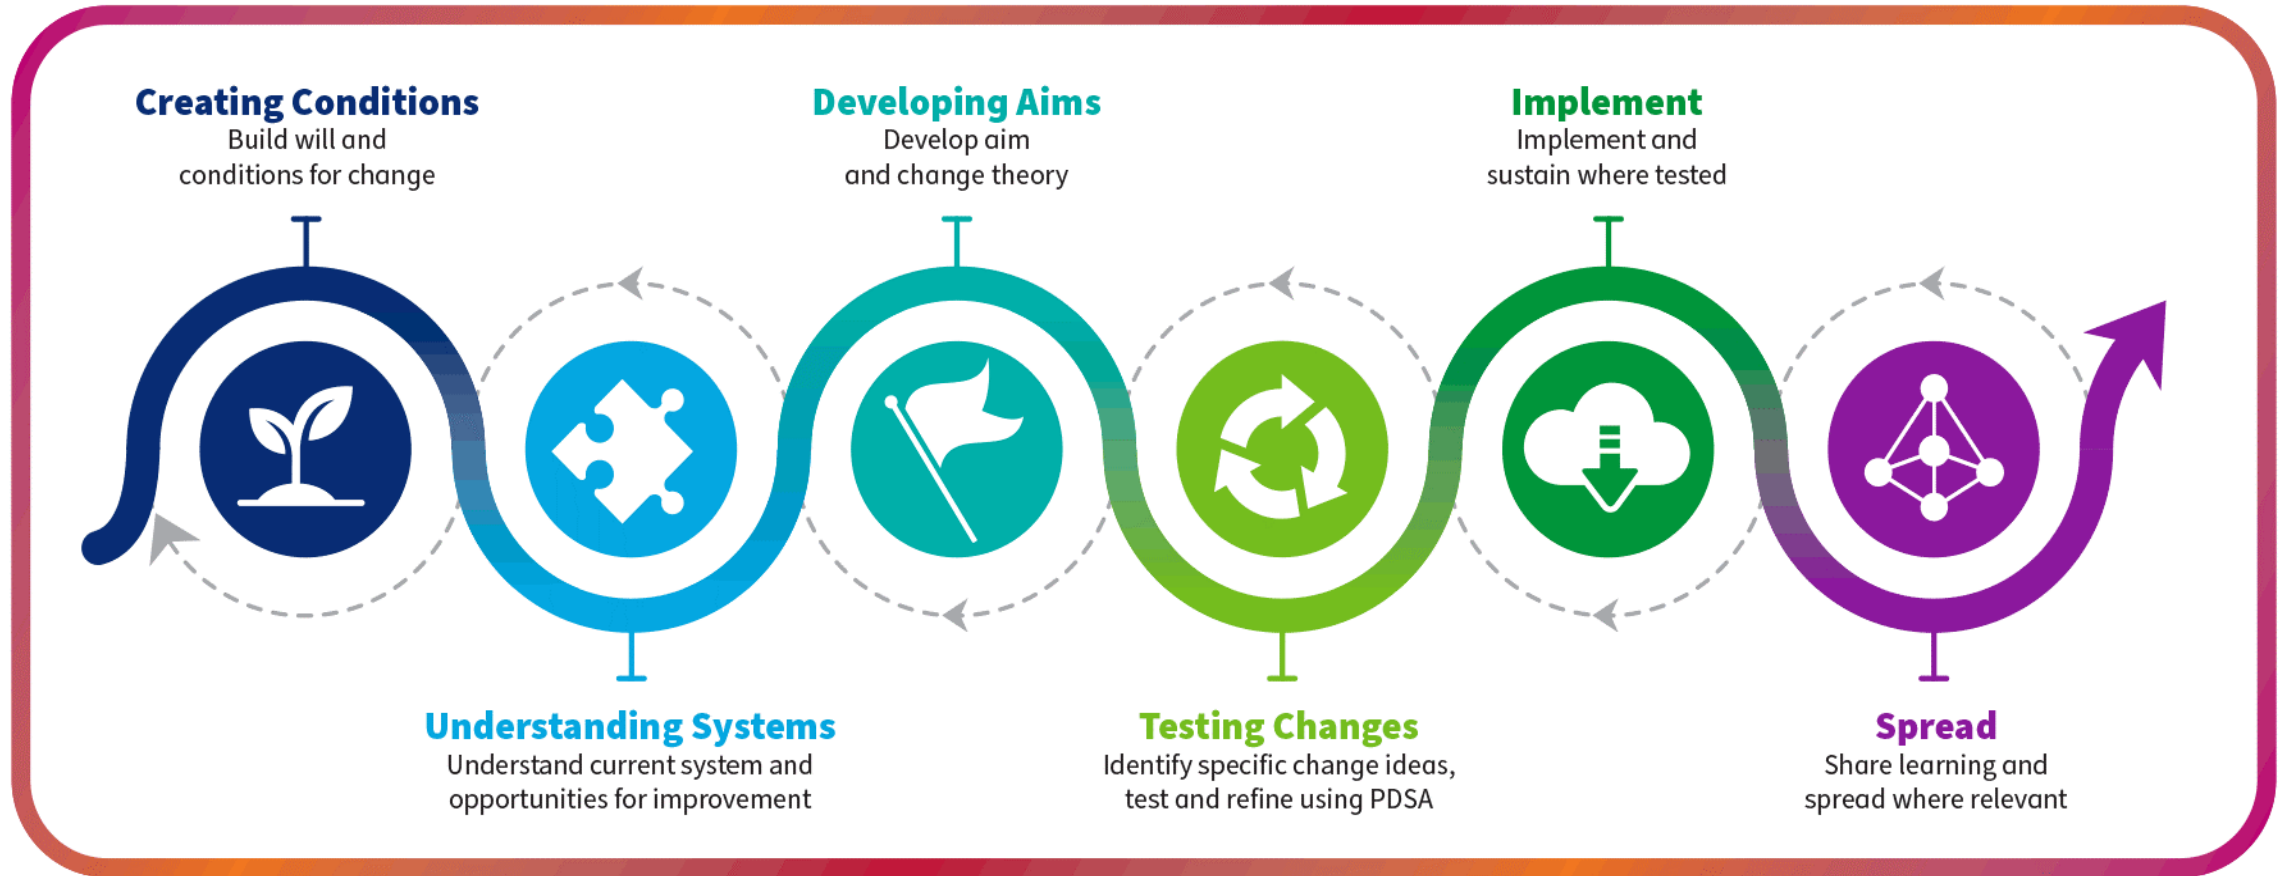 Creating Conditions
Build will and
conditions for change
Understanding Systems
Understand current system and
opportunities for improvement
Developing Aims
Develop aim
and change theory
Testing Changes
Identify specific change ideas,
test and refine using PDSA
Implement
Implement and
sustain where tested
Spread
Share learning and
spread where relevant